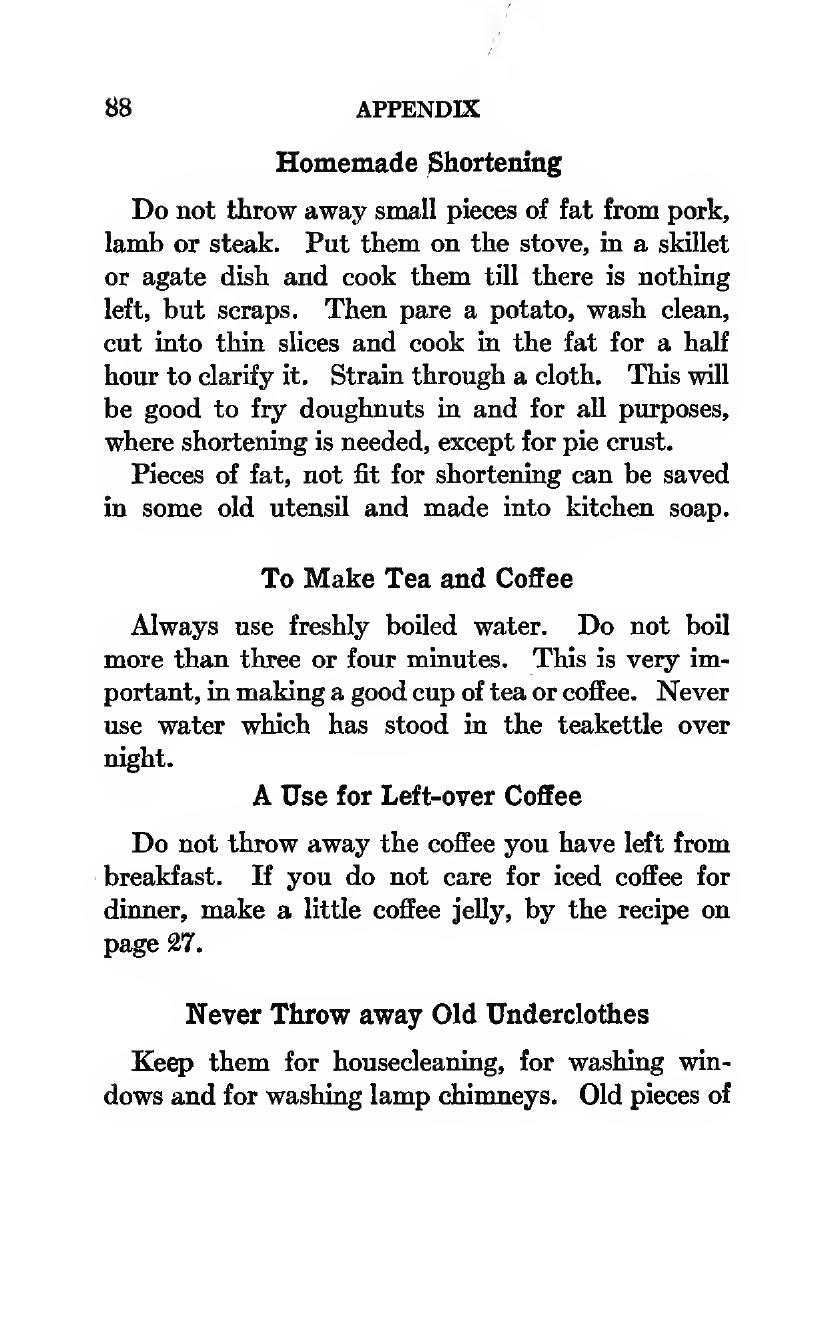 88 APPENDIX
Homemade Shortening
Do not throw away small pieces of fat from pork,
lamb or steak. Put them on the stove, in a skillet
or agate dish and cook them till there is nothing
left, but scraps. Then pare a potato, wash clean,
cut into thin slices and cook in the fat for a half
hour to clarify it. Strain through a cloth. This will
be good to fry doughnuts in and for all purposes,
where shortening is needed, except for pie crust.
Pieces of fat, not fit for shortening can be saved
in some old utensil and made into kitchen soap.
To Make Tea and Coffee
Always use freshly boiled water. Do not boil
more than three or four minutes. This is very im-
portant, in making a good cup of tea or coffee. Never
use water which has stood in the teakettle over
night.
A Use for Left-over Coffee
Do not throw away the coffee you have left from
breakfast. If you do not care for iced coffee for
dinner, make a little coffee jelly, by the recipe on
page 27.
Never Throw away Old Underclothes
Keep them for housecleaning, for washing win-
dows and for washing lamp chimneys. Old pieces of